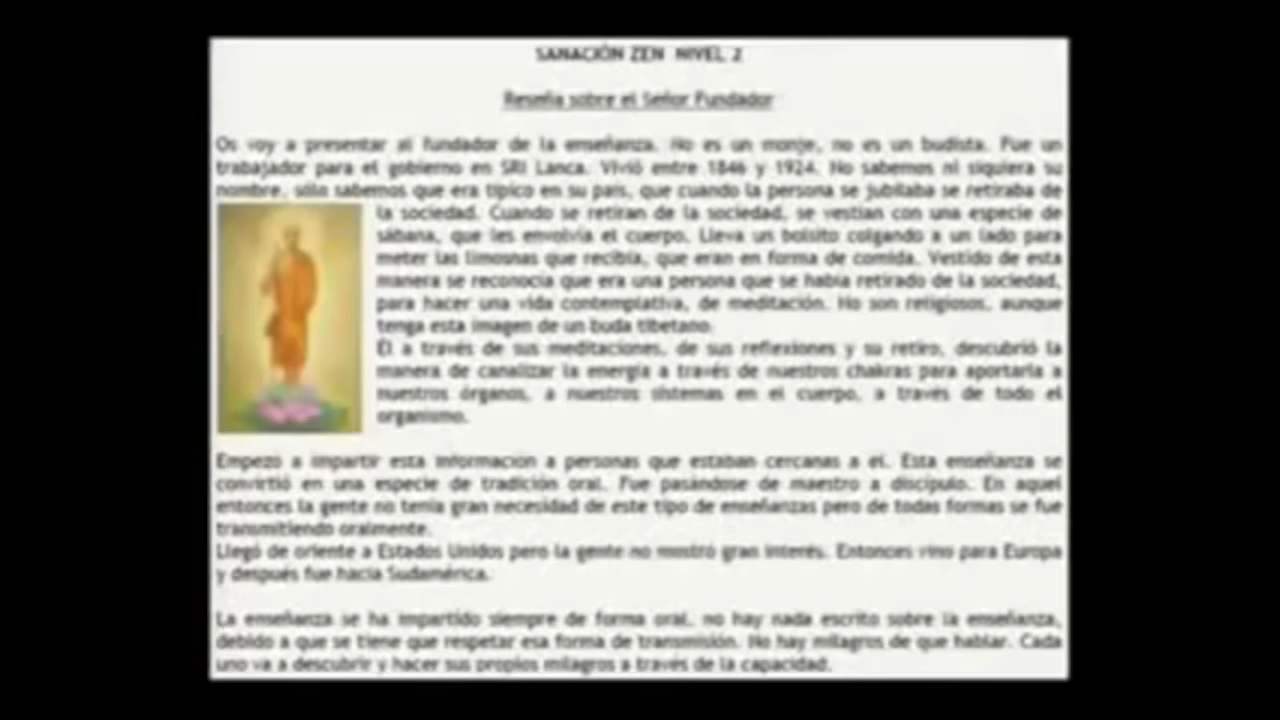 SANACIÓN ZEN NIVEL 2
Reseña sobre el Señor Fundador
Os voy a presentar al fundador de la enseñanza. No es un monje, no es un budista. Fue un
trabajador para el gobierno en SRI Lanca. Vivió entre 1846 y 1924. No sabemos ni siquiera su
nombre, sólo sabemos que era típico en su país, que cuando la persona se jubilaba se retiraba de
la sociedad. Cuando se retiran de la sociedad, se vestían con una especie de
sábana, que les envolvía el cuerpo. Lleva un bolsito colgando a un lado para
meter las limosnas que recibía, que eran en forma de comida. Vestido de esta
manera se reconocía que era una persona que se había retirado de la sociedad,
para hacer una vida contemplativa, de meditación. No son religiosos, aunque
tenga esta imagen de un buda tibetano.
Él a través de sus meditaciones, de sus reflexiones y su retiro, descubrió la
manera de canalizar la energía a través de nuestros chakras para aportarla a
nuestros órganos, a nuestros sistemas en el cuerpo, a través de todo el
organismo.
Empezó a impartir esta información a personas que estaban cercanas a él. Esta enseñanza se
convirtió en una especie de tradición oral. Fue pasándose de maestro a discípulo. En aquel
entonces la gente no tenía gran necesidad de este tipo de enseñanzas pero de todas formas se fue
transmitiendo oralmente.
Llegó de oriente a Estados Unidos pero la gente no mostró gran interés. Entonces vino para Europa
y después fue hacia Sudamérica.
La enseñanza se ha impartido siempre de forma oral, no hay nada escrito sobre la enseñanza,
debido a que se tiene que respetar esa forma de transmisión. No hay milagros de que hablar. Cada
uno va a descubrir y hacer sus propios milagros a través de la capacidad.